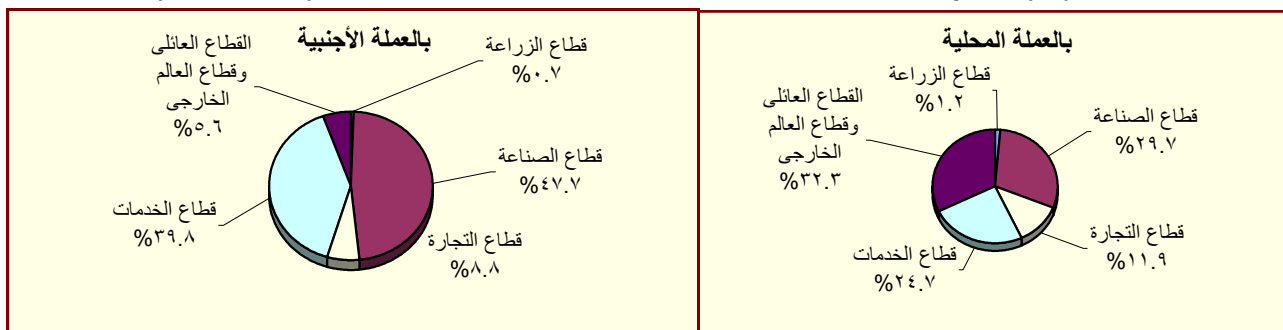 بالعملة المحلية
قطاع الزراعة
%١.٢
قطاع الصناعة
%٢٩.٧
قطاع التجارة
%١١.٩
قطاع الخدمات
%٢٤.٧
القطاع العائلى
وقطاع العالم
الخارجى
%٣٢.٣
بالعملة الأجنبية
قطاع الزراعة
%٠.٧
قطاع الصناعة
%٤٧.٧
قطاع التجارة
%٨.٨
قطاع الخدمات
%٣٩.٨
القطاع العائلى
وقطاع العالم
الخارجى
%٥.٦